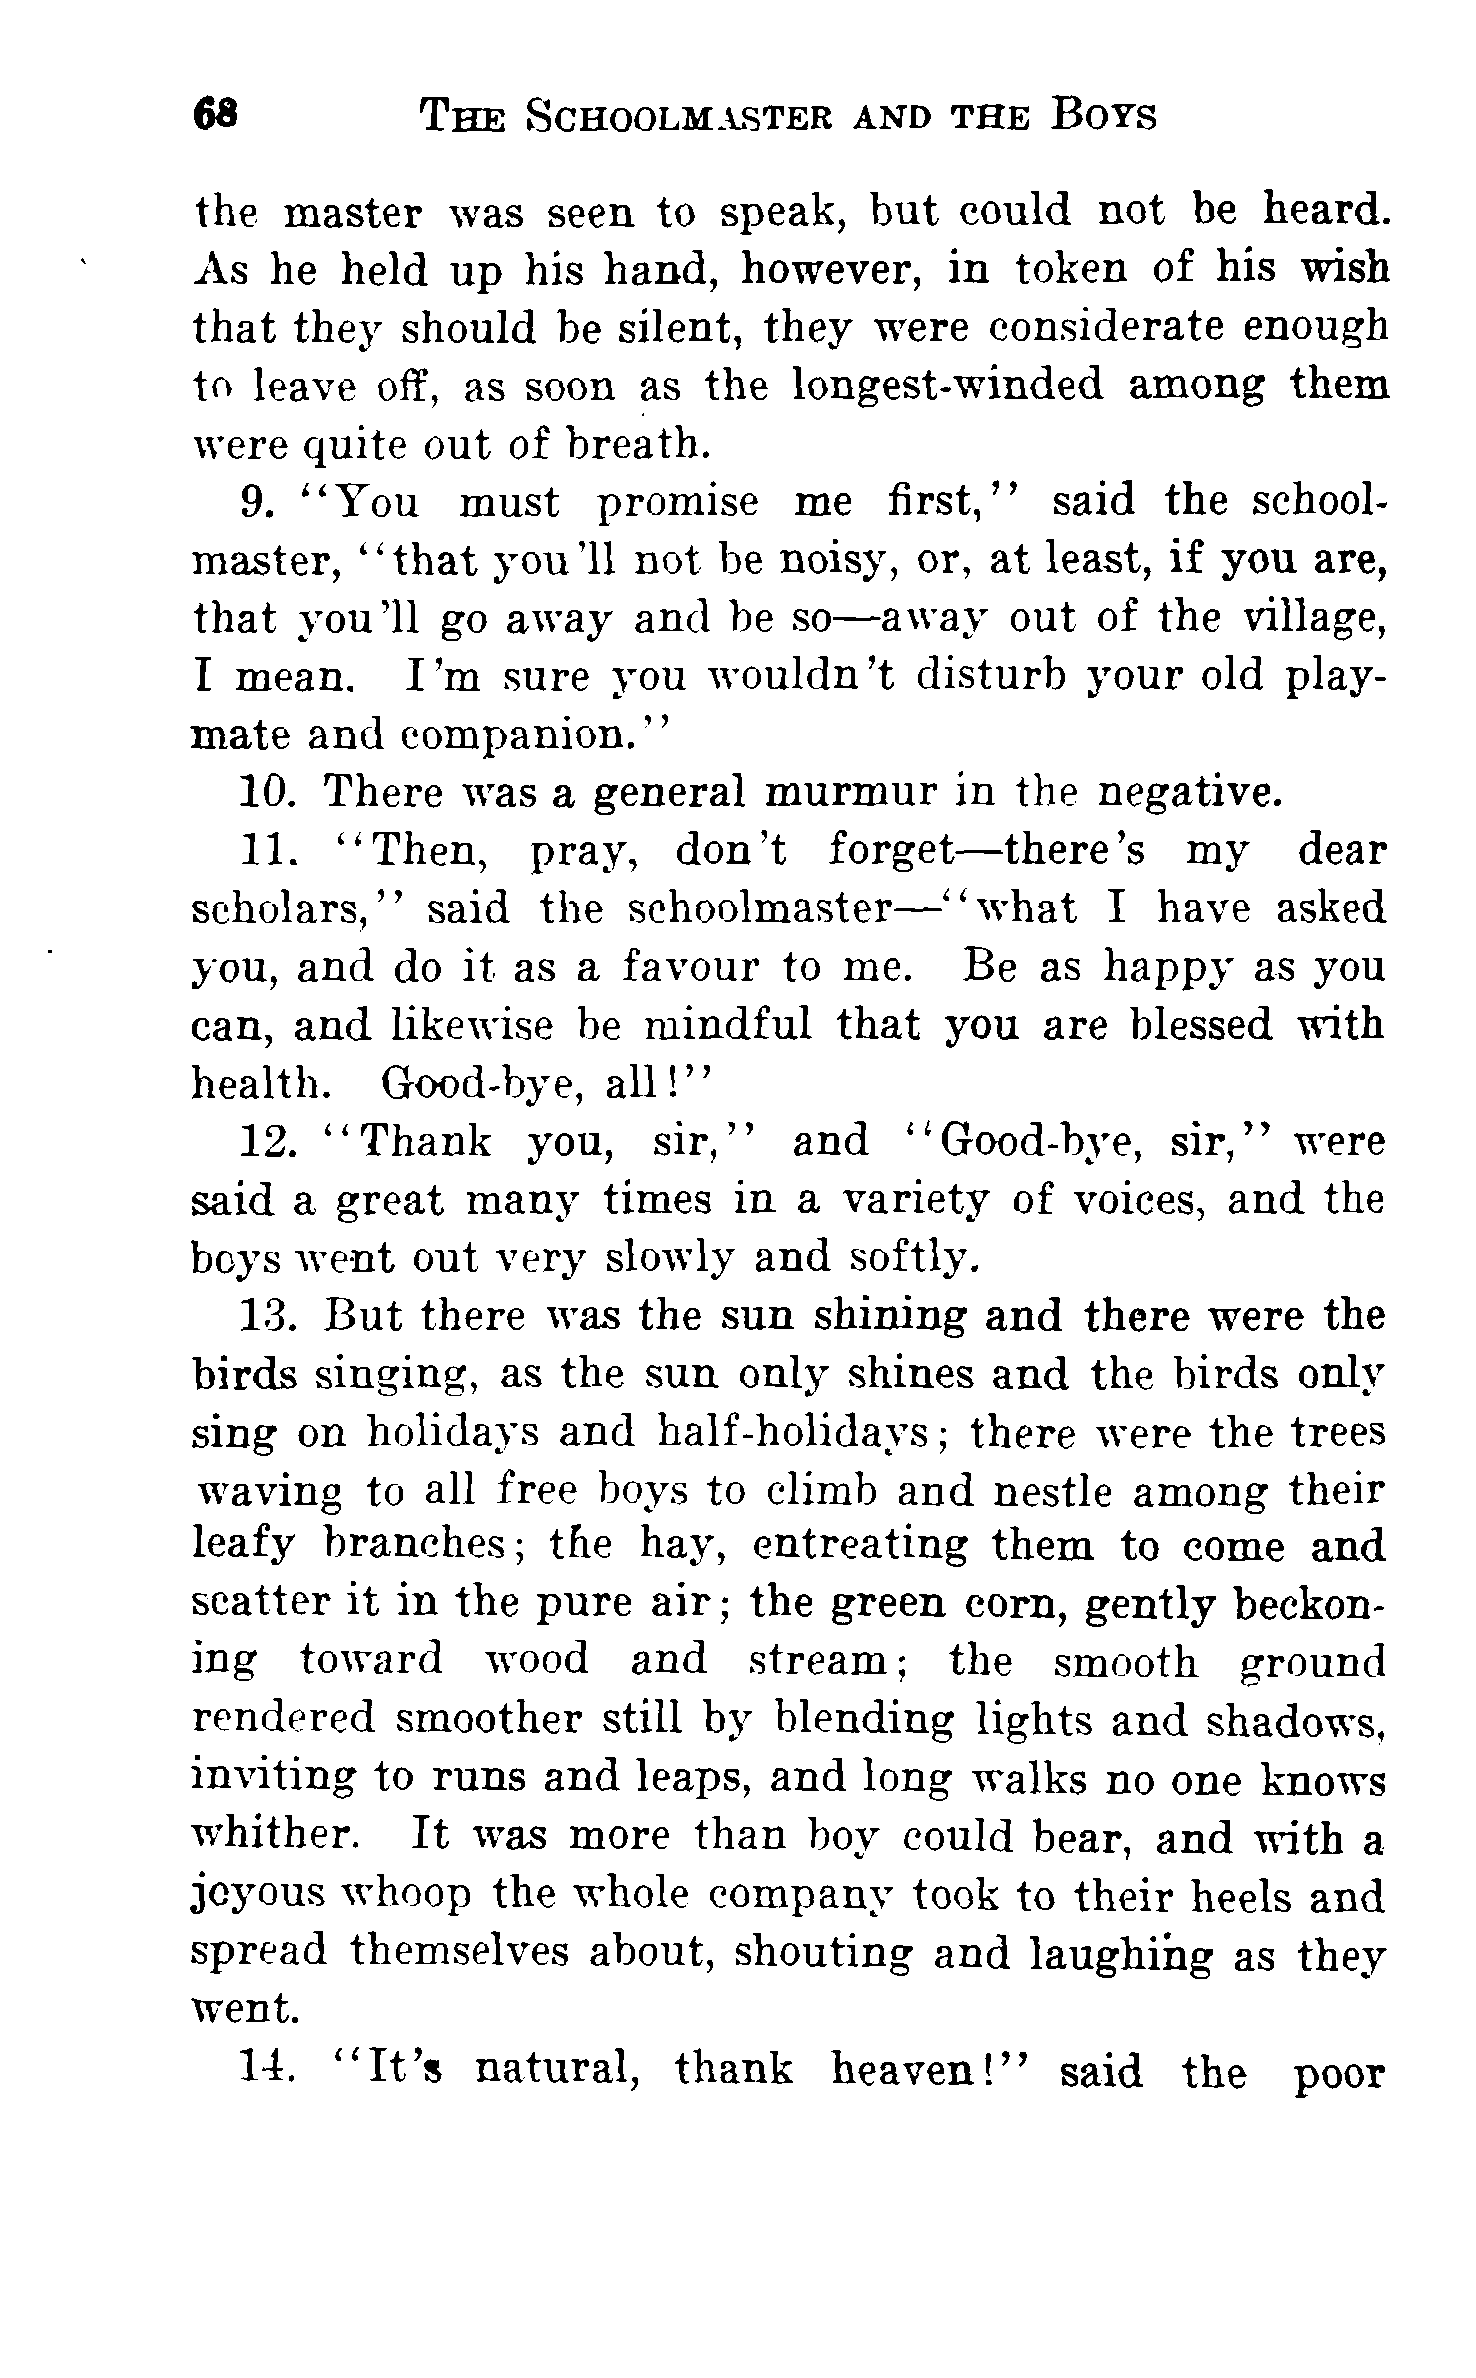 68 THE SCHOOLMASTER AND THE BOYS
the master was seen to speak, but could not be heard.
As he held up his hand, however, in token of his wish
that they should be silent, they were considerate enough
to leave off, as soon as the longest-winded among them
were quite out of breath.
9. "You must promise me first," said the school-
master, "that you'll not be noisy, or, at least, if you are,
that you'll go away and be so—away out of the village,
I mean. I'm sure you wouldn't disturb your old play-
mate and companion."
10. There was a general murmur in the negative.
11. "Then, pray, don't forget—there's my dear
scholars," said the schoolmaster—"what I have asked
you, and do it as a favour to me. Be as happy as you
can, and likewise be mindful that you are blessed with
health. Good-bye, all!"
12. "Thank you, sir," and "Good-bye, sir," were
said a great many times in a variety of voices, and the
boys went out very slowly and softly.
13. But there was the sun shining and there were the
birds singing, as the sun only shines and the birds only
sing on holidays and half-holidays; there were the trees
waving to all free boys to climb and nestle among their
leafy branches; the hay, entreating them to come and
scatter it in the pure air; the green corn, gently beckon-
ing toward wood and stream; the smooth ground
rendered smoother still by blending lights and shadows,
inviting to runs and leaps, and long walks no one knows
whither. It was more than boy could bear, and with a
joyous whoop the whole company took to their heels and
spread themselves about, shouting and laughing as they
went.
14. "It's natural, thank heaven!" said the poor